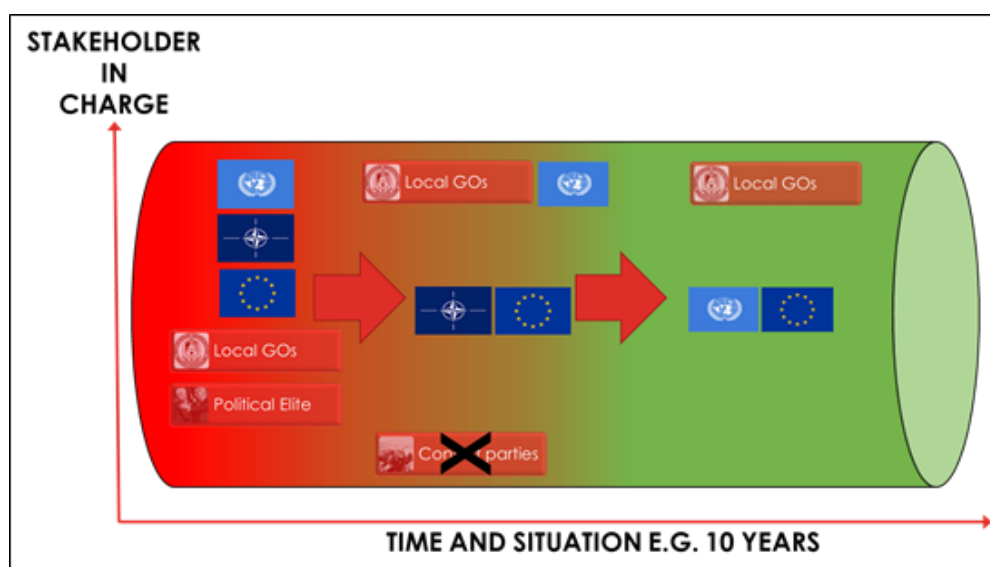 STAKEHOLDER
IN
CHARGE
Local GOs
Local GOs
Local GOs
Political Elite
parties
TIME AND SITUATION E.G. 10 YEARS